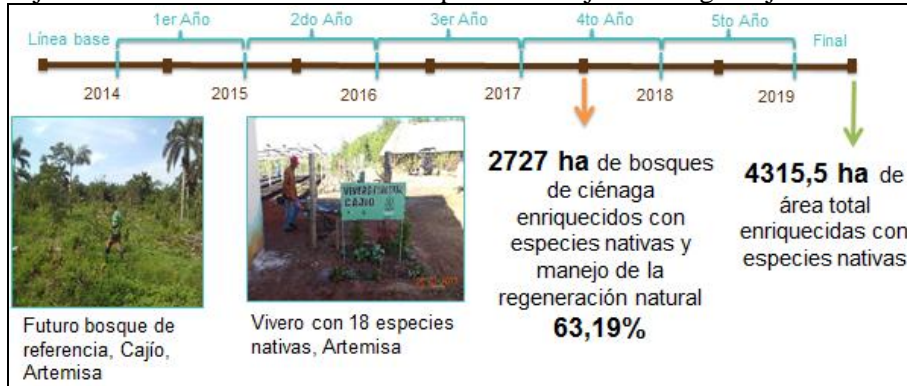 1er Año 2do Año 3er Año 4to Año 5to Año
Línea base Final
2014 2015 2016 2017 2018 2019
CAJIO
Futuro bosque de
referencia, Cajío,
Artemisa
Vivero con 18 especies
nativas, Artemisa
2727 ha de bosques
de ciénaga
enriquecidos con
especies nativas y
manejo de la
regeneración natural
63,19%
4315,5 ha de
área total
enriquecidas con
especies nativas